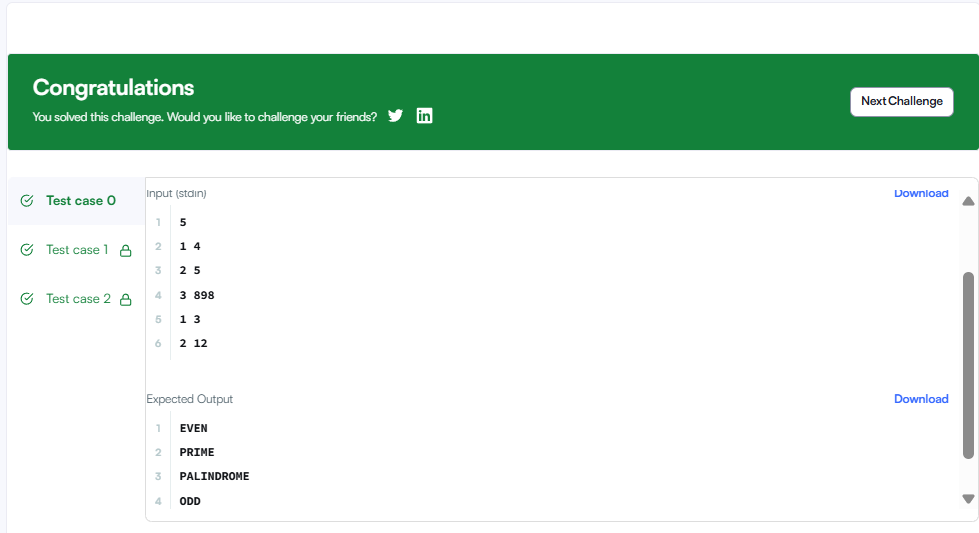 Congratulations
You solved this challenge. Would you like to challenge your friends?
Next Challenge
Test case 0
Test case 1
Test case 2
Input (stdin)
Download
1 5
2 1 4
3 2 5
4 3 898
5 1 3
6 2 12
Expected Output
Download
1 EVEN
2 PRIME
3 PALINDROME
4 ODD